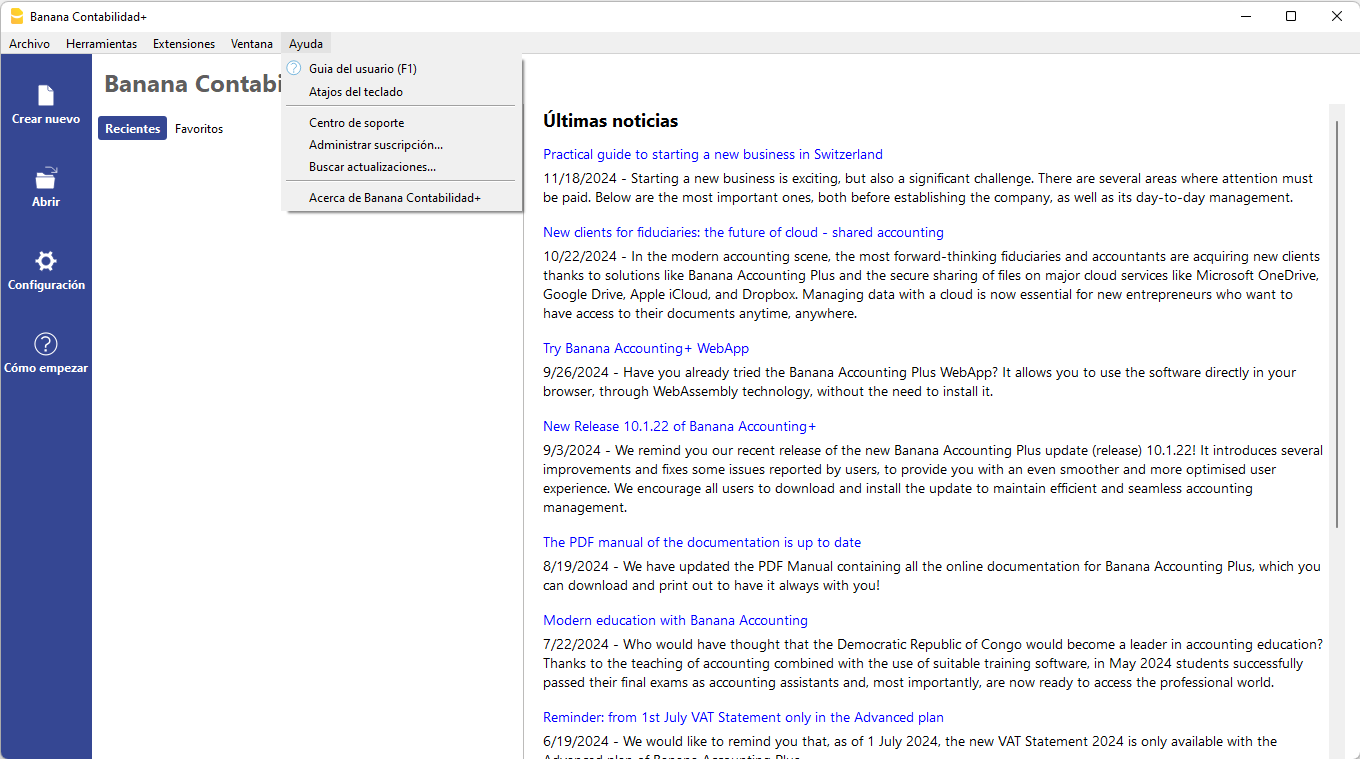 Banana Contabilidad+
Archivo Herramientas Extensiones Ventana Ayuda
Crear nuevo
Abrir
Configuración
Cómo empezar
Banana Contabi
Recientes Favoritos
Guia del usuario (F1)
Atajos del teclado
Centro de soporte
Administrar suscripción...
Buscar actualizaciones...
Acerca de Banana Contabilidad+
Últimas noticias
Practical guide to starting a new business in Switzerland
11/18/2024 - Starting a new business is exciting, but also a significant challenge. There are several areas where attention must
be paid. Below are the most important ones, both before establishing the company, as well as its day-to-day management.
New clients for fiduciaries: the future of cloud - shared accounting
10/22/2024 - In the modern accounting scene, the most forward-thinking fiduciaries and accountants are acquiring new clients
thanks to solutions like Banana Accounting Plus and the secure sharing of files on major cloud services like Microsoft OneDrive,
Google Drive, Apple iCloud, and Dropbox. Managing data with a cloud is now essential for new entrepreneurs who want to
have access to their documents anytime, anywhere.
Try Banana Accounting+ WebApp
9/26/2024 - Have you already tried the Banana Accounting Plus WebApp? It allows you to use the software directly in your
browser, through WebAssembly technology, without the need to install it.
New Release 10.1.22 of Banana Accounting+
9/3/2024 - We remind you our recent release of the new Banana Accounting Plus update (release) 10.1.22! It introduces several
improvements and fixes some issues reported by users, to provide you with an even smoother and more optimised user
experience. We encourage all users to download and install the update to maintain efficient and seamless accounting
management.
The PDF manual of the documentation is up to date
8/19/2024 - We have updated the PDF Manual containing all the online documentation for Banana Accounting Plus, which you
can download and print out to have it always with you!
Modern education with Banana Accounting
7/22/2024 - Who would have thought that the Democratic Republic of Congo would become a leader in accounting education?
Thanks to the teaching of accounting combined with the use of suitable training software, in May 2024 students successfully
passed their final exams as accounting assistants and, most importantly, are now ready to access the professional world.
Reminder: from 1st July VAT Statement only in the Advanced plan
6/19/2024 - We would like to remind you that, as of 1 July 2024, the new VAT Statement 2024 is only available with the
Advanced plan of Banana Accounting Plus